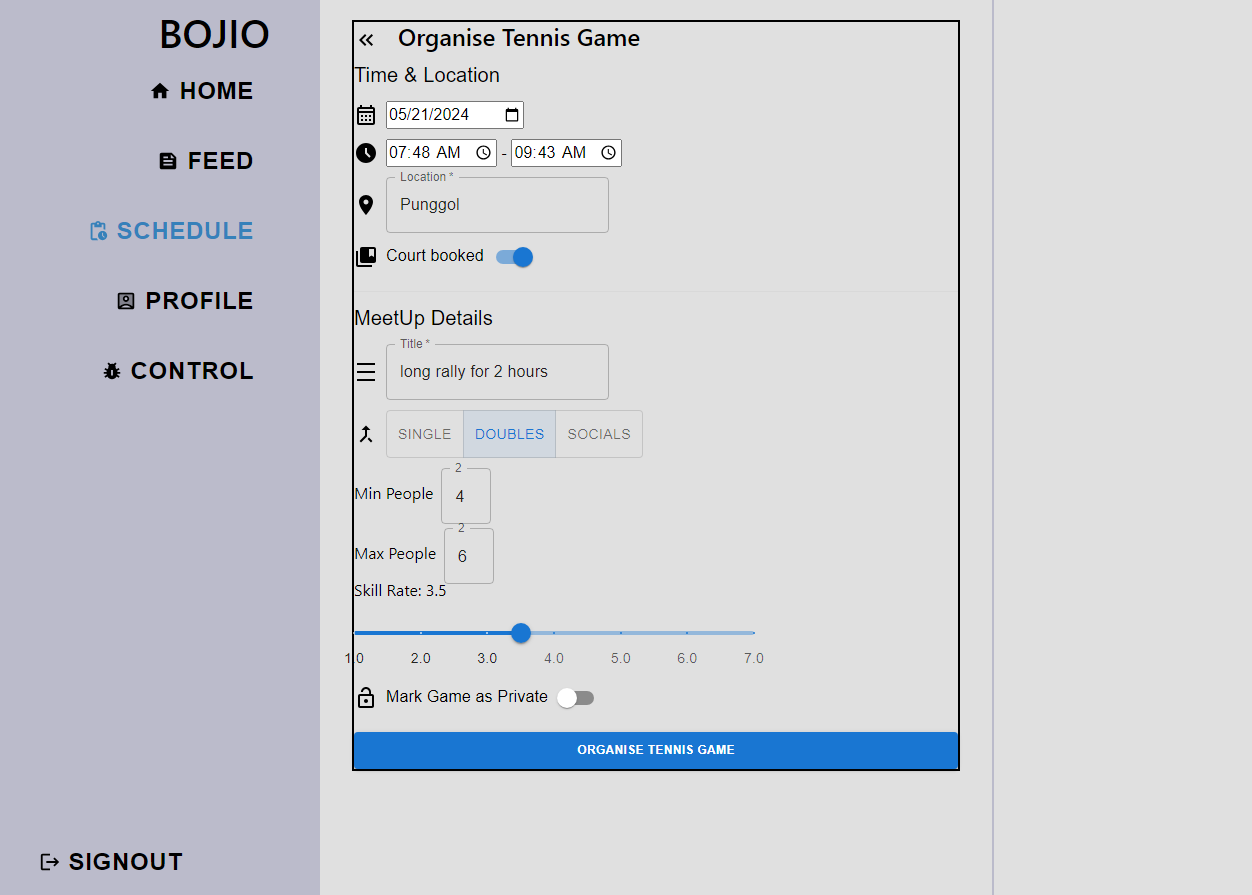 BOJIO
HOME
FEED
SCHEDULE
PROFILE
CONTROL
SIGNOUT
Organise Tennis Game
Time & Location
05/21/2024
07:48 AM - 09:43 AM
Location *
Punggol
Court booked
MeetUp Details
Title *
long rally for 2 hours
SINGLE DOUBLES SOCIALS
2
Min People 4
2
Max People 6
Skill Rate: 3.5
1.0 2.0 3.0 4.0 5.0 6.0 7.0
Mark Game as Private
ORGANISE TENNIS GAME